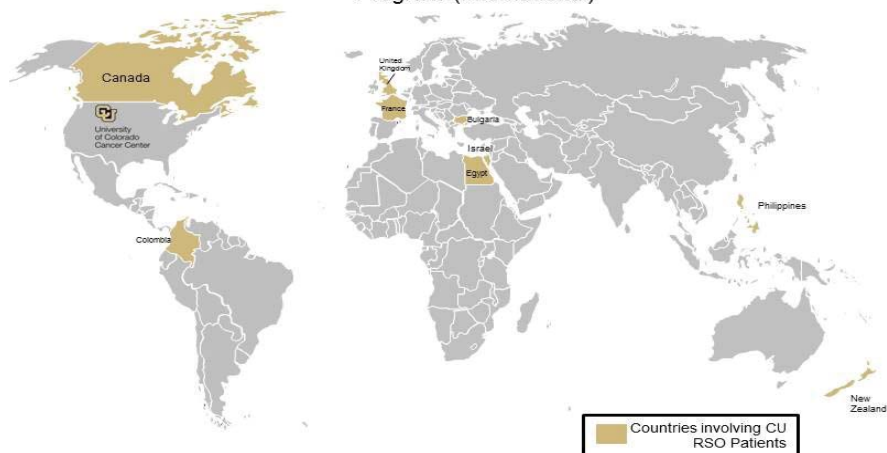 Canada
University
of Colorado
Cancer Center
United
Kingdom
France
Bulgaria
Israel
Egypt
Philippines
Colombia
New
Zealand
Countries involving CU
RSO Patients